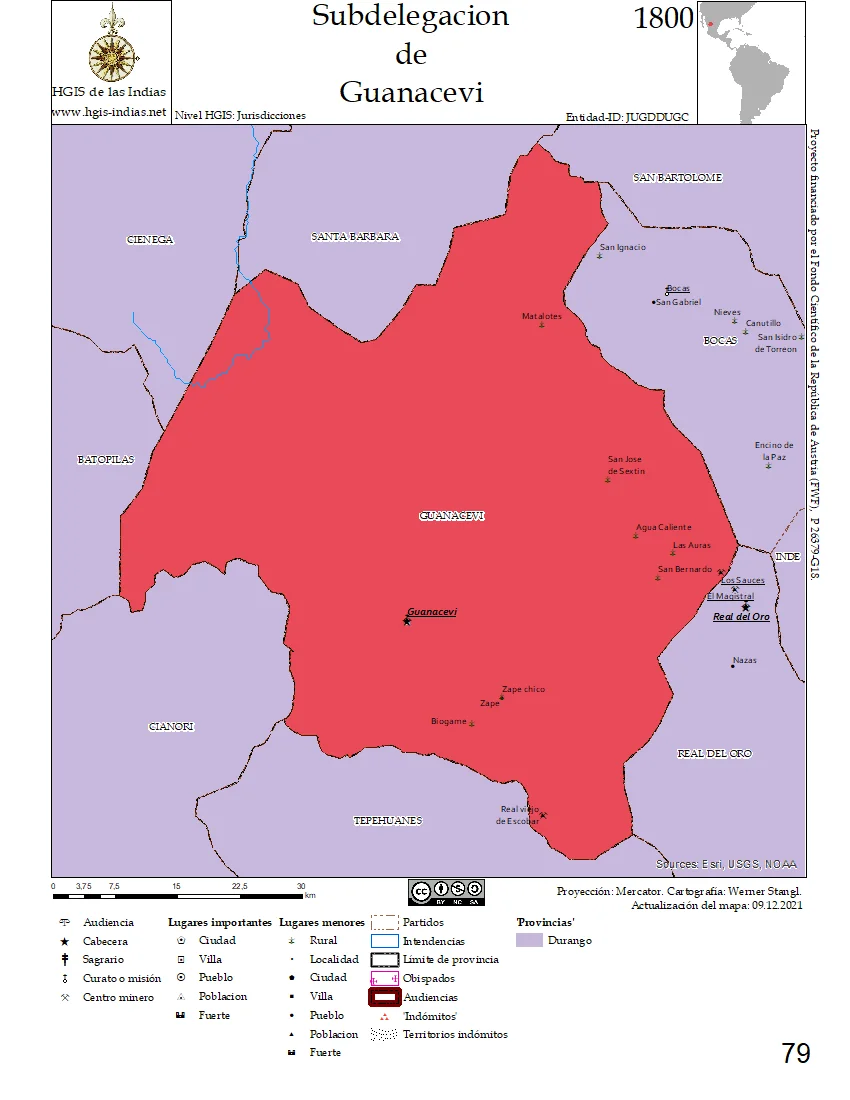 Subdelegacion
de
Guanacevi
1800
HGIS de las Indias
www.hgis-indias.net
Nivel HGIS: Jurisdicciones
Entidad-ID: JUGDDUGC
Proyecto financiado por el Fondo Científico de la República de Austria (FWF), P 26379-G18.
SAN BARTOLOME
CIENEGA
SANTA BARBARA
San Ignacio
Bocas
San Gabriel
Matalotes
Nieves
Canutillo
BOCAS
San Isidro
de Torreon
BATOPILAS
Encino de
la Paz
San Jose
de Sextin
GUANACEVI
Agua Caliente
Las Auras
INDE
San Bernardo
Los Sauces
El Magistral
Guanacevi
Real del Oro
Nazas
Zape chico
Zape
Biogame
CIANORI
REAL DEL ORO
Real viejo
de Escobar
TEPEHUANES
Sources: Esri, USGS, NOAA
0 3,75 7,5 15 22,5 30
km
CC BY NC SA
Proyección: Mercator. Cartografía: Werner Stangl.
Actualización del mapa: 09.12.2021
Audiencia
Cabecera
Sagrario
Curato o misión
Centro minero
Lugares importantes
Ciudad
Villa
Pueblo
Poblacion
Fuerte
Lugares menores
Rural
Localidad
Ciudad
Villa
Pueblo
Poblacion
Fuerte
Partidos
Intendencias
Límite de provincia
Obispados
Audiencias
'Indómitos'
Territorios indómitos
'Provincias'
Durango
79